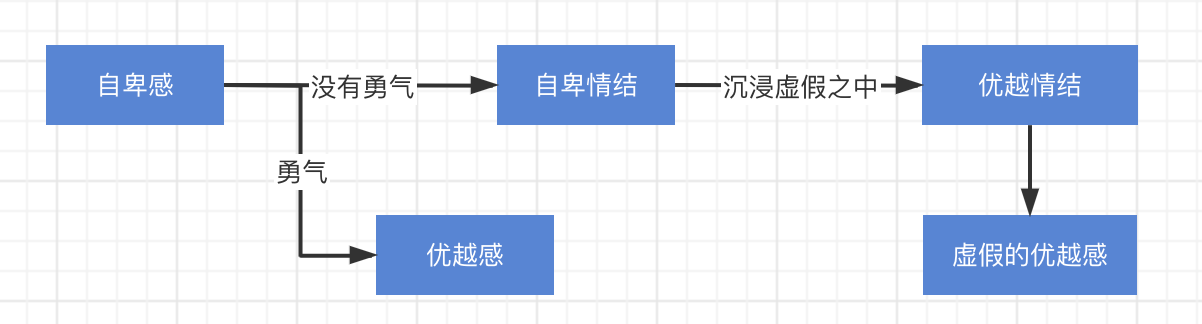 自卑感
没有勇气
自卑情结
沉浸虚假之中
优越情结
勇气
优越感
虚假的优越感